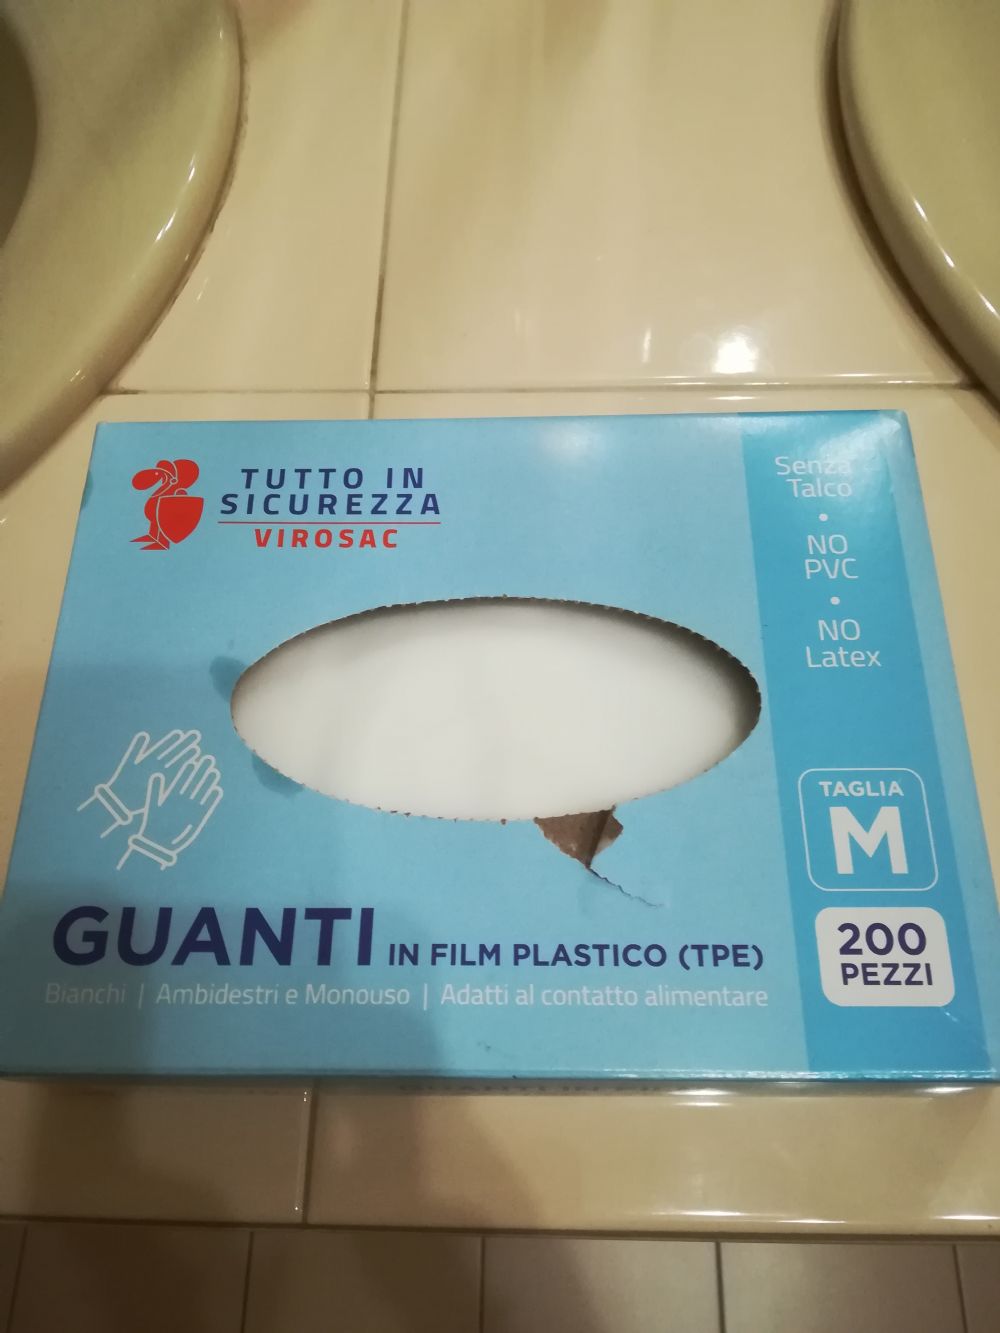 TUTTO IN
SICUREZZA
VIROSAC
Senza
Talco
•
NO
PVC
•
NO
Latex
TAGLIA
M
200
PEZZI
GUANTI IN FILM PLASTICO (TPE)
Bianchi | Ambidestri e Monouso | Adatti al contatto alimentare